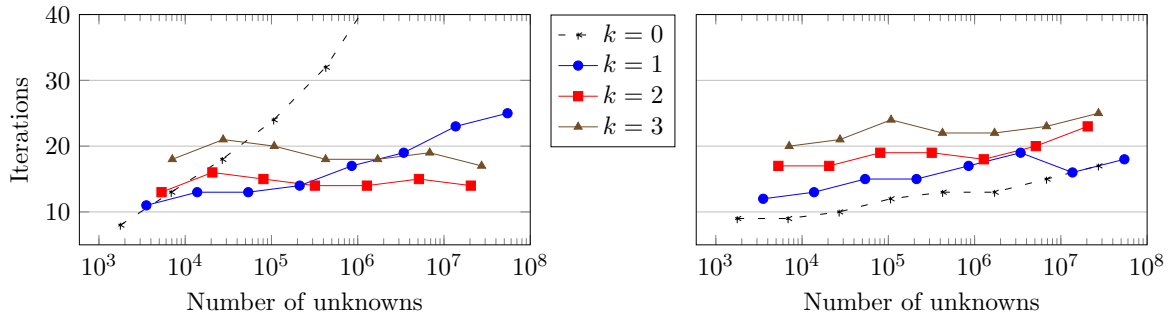 40
30
20
10
Iterations
10^3 10^4 10^5 10^6 10^7 10^8
Number of unknowns
k = 0
k = 1
k = 2
k = 3
10^3 10^4 10^5 10^6 10^7 10^8
Number of unknowns